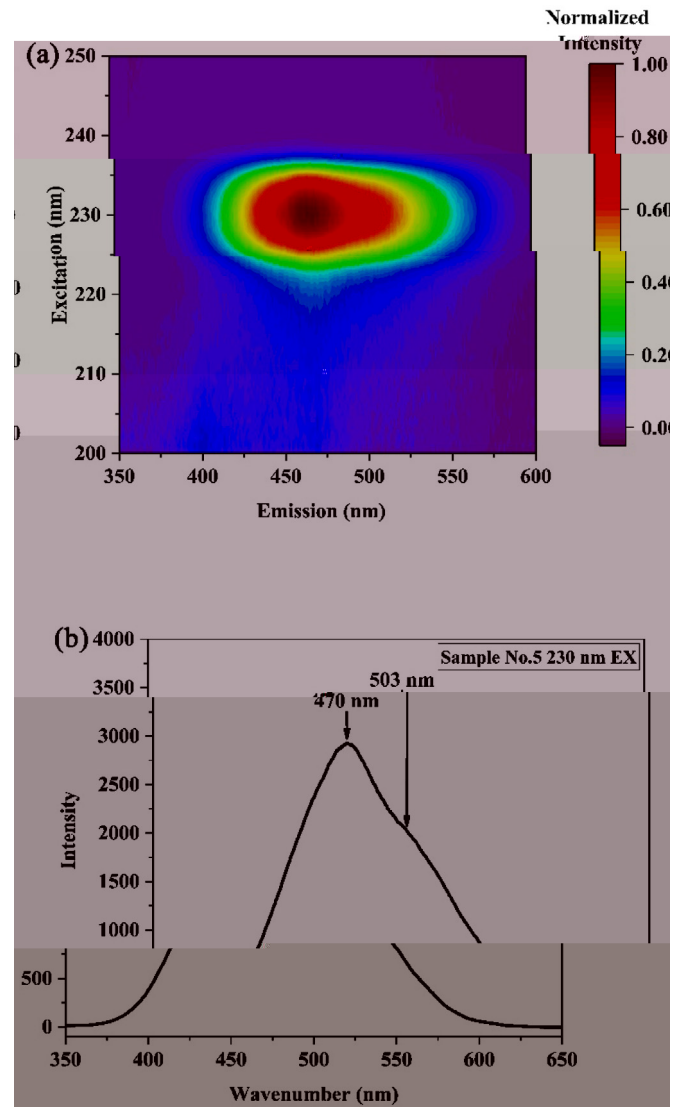 Normalized
Intensity
(a)
250
240
230
220
210
200
Excitation (nm)
350 400 450 500 550 600
Emission (nm)
1.00
0.80
0.60
0.40
0.20
0.00
(b)
4000
3500
3000
2500
2000
1500
1000
500
0
Intensity
Sample No.5 230 nm EX
503 nm
470 nm
350 400 450 500 550 600 650
Wavenumber (nm)